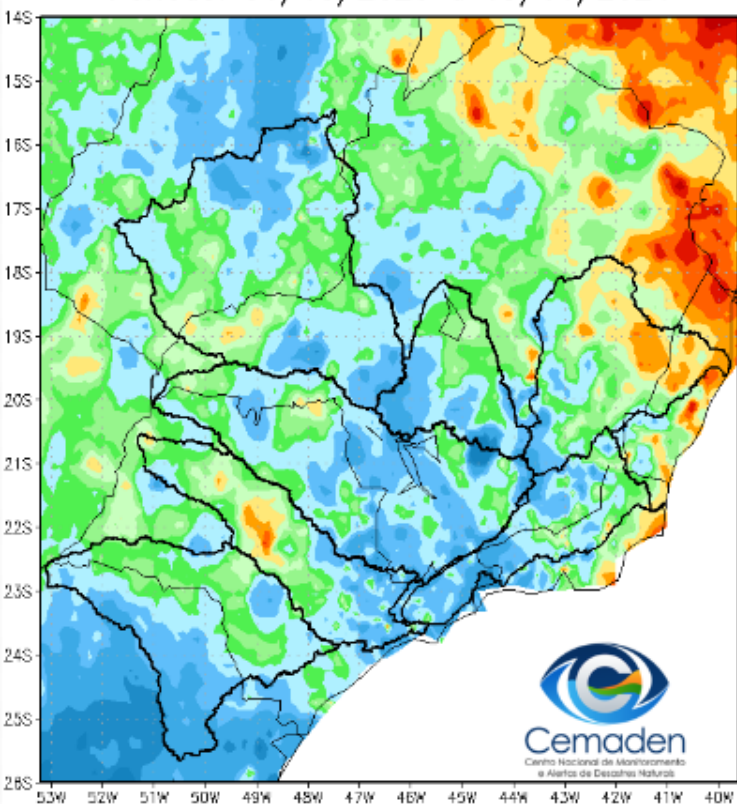 14S
15S
16S
17S
18S
19S
20S
21S
22S
23S
24S
25S
26S
53W 52W 51W 50W 49W 48W 47W 46W 45W 44W 43W 42W 41W 40W
Cemaden
Centro Nacional de Monitoramento
e Alertas de Desastres Naturais